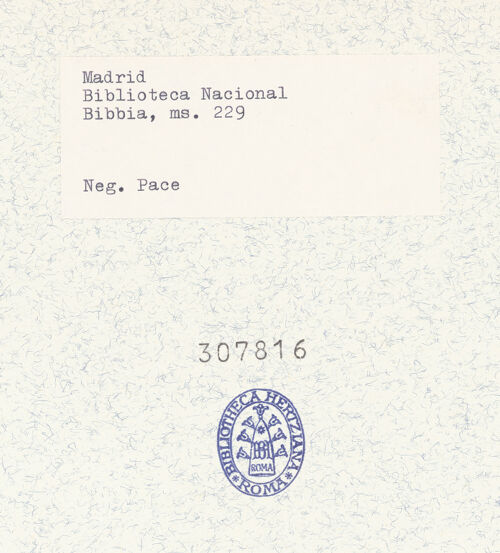 Madrid
Biblioteca Nacional
Bibbia, ms. 229
Neg. Pace
307816
BIBLIOTHECA HERTZIANA
ROMA
* ROMA *